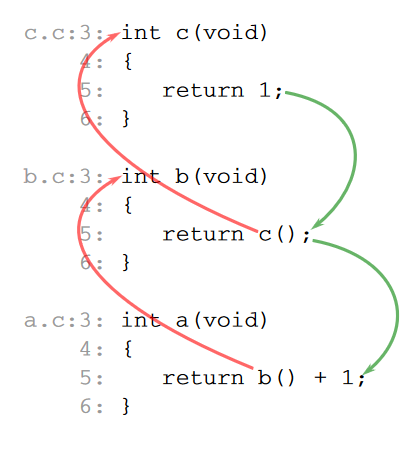 c.c:3: int c(void)
4: {
5: return 1;
6: }
b.c:3: int b(void)
4: {
5: return c();
6: }
a.c:3: int a(void)
4: {
5: return b() + 1;
6: }